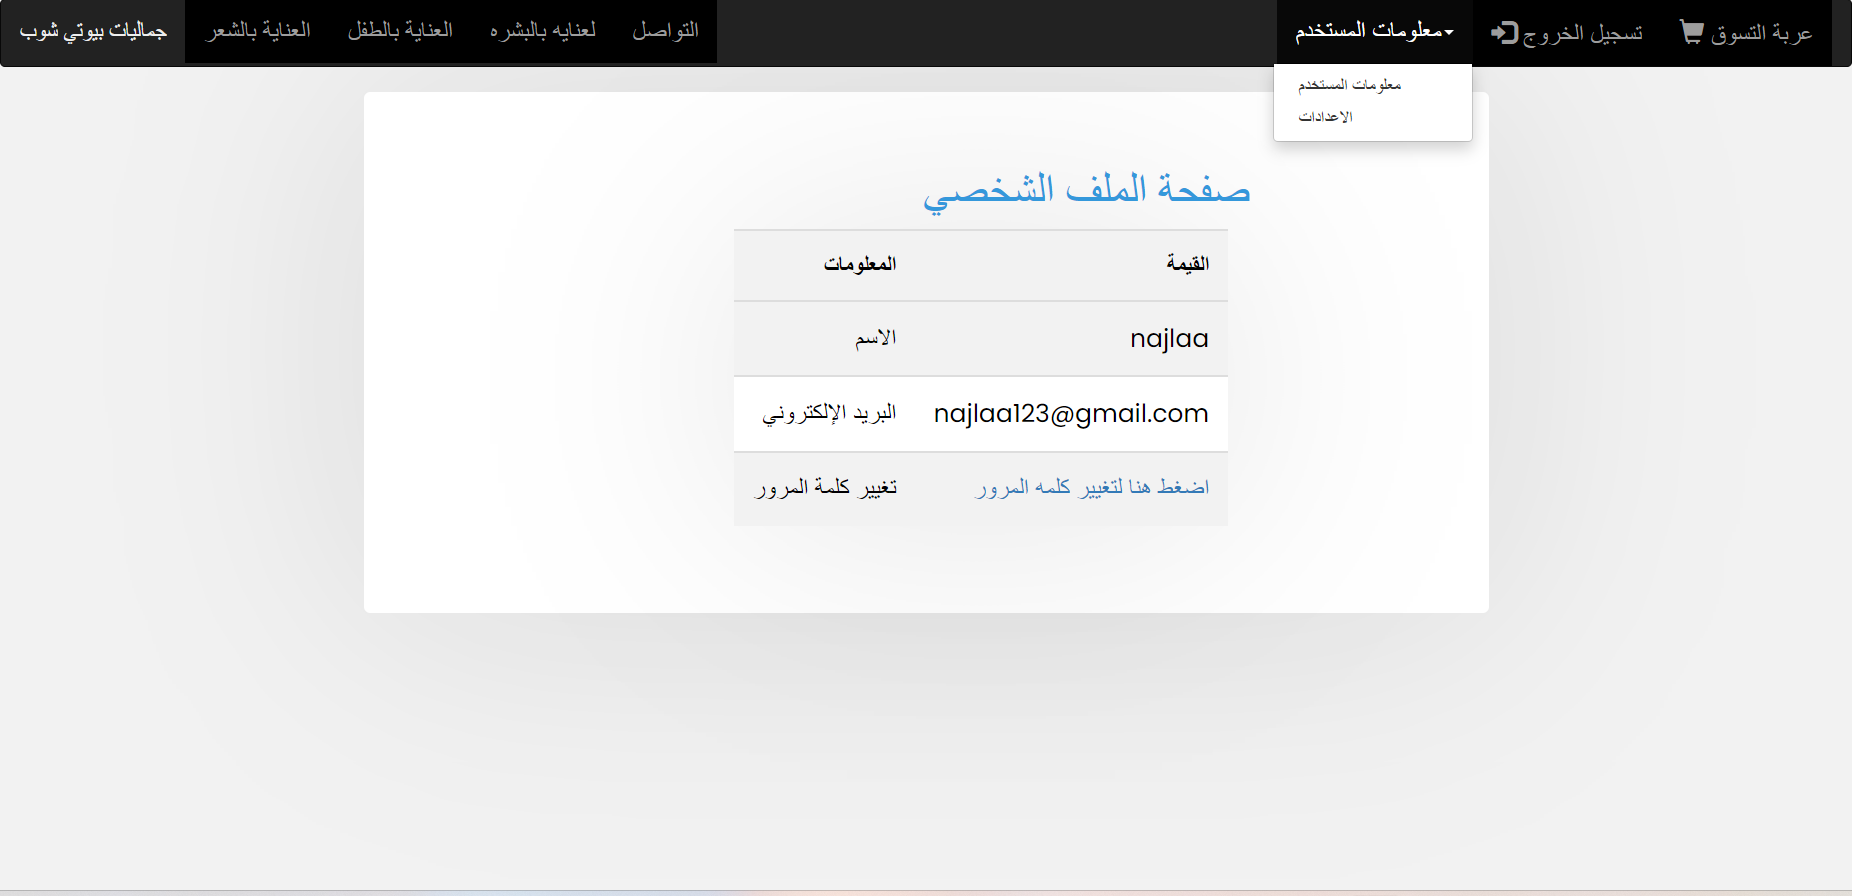 جماليات بيوتي شوب
العناية بالشعر
العناية بالطفل
لعنايه بالبشره
التواصل
معلومات المستخدم
تسجيل الخروج
عربة التسوق
معلومات المستخدم
الاعدادات
صفحة الملف الشخصي
المعلومات القيمة
الاسم najlaa
البريد الإلكتروني najlaa123@gmail.com
تغيير كلمة المرور اضغط هنا لتغيير كلمه المرور